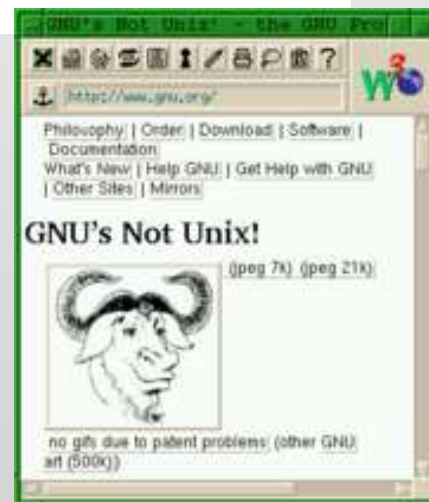 GNU's Not Unix! - the GNU Pro
http://www.gnu.org/
W3
Philosophy | Order | Download | Software |
Documentation
What's New | Help GNU | Get Help with GNU
| Other Sites | Mirrors
GNU's Not Unix!
(jpeg 7k) (jpeg 21k)
no gifs due to patent problems (other GNU
art (500k))